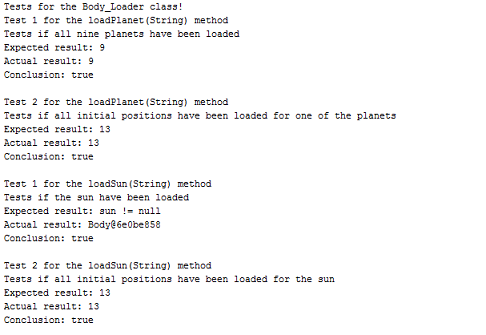 Tests for the Body_Loader class!
Test 1 for the loadPlanet(String) method
Tests if all nine planets have been loaded
Expected result: 9
Actual result: 9
Conclusion: true
Test 2 for the loadPlanet(String) method
Tests if all initial positions have been loaded for one of the planets
Expected result: 13
Actual result: 13
Conclusion: true
Test 1 for the loadSun(String) method
Tests if the sun have been loaded
Expected result: sun != null
Actual result: Body@6e0be858
Conclusion: true
Test 2 for the loadSun(String) method
Tests if all initial positions have been loaded for the sun
Expected result: 13
Actual result: 13
Conclusion: true